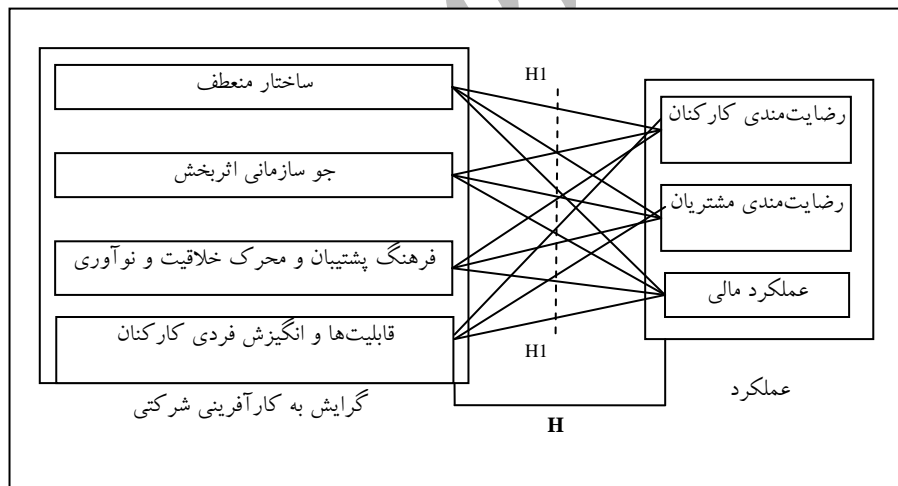 H1
ساختار منعطف
رضایت‌مندی کارکنان
جو سازمانی اثربخش
رضایت‌مندی مشتریان
فرهنگ پشتیبان و محرک خلاقیت و نوآوری
عملکرد مالی
قابلیت‌ها و انگیزش فردی کارکنان
H1
عملکرد
گرایش به کارآفرینی شرکتی
H